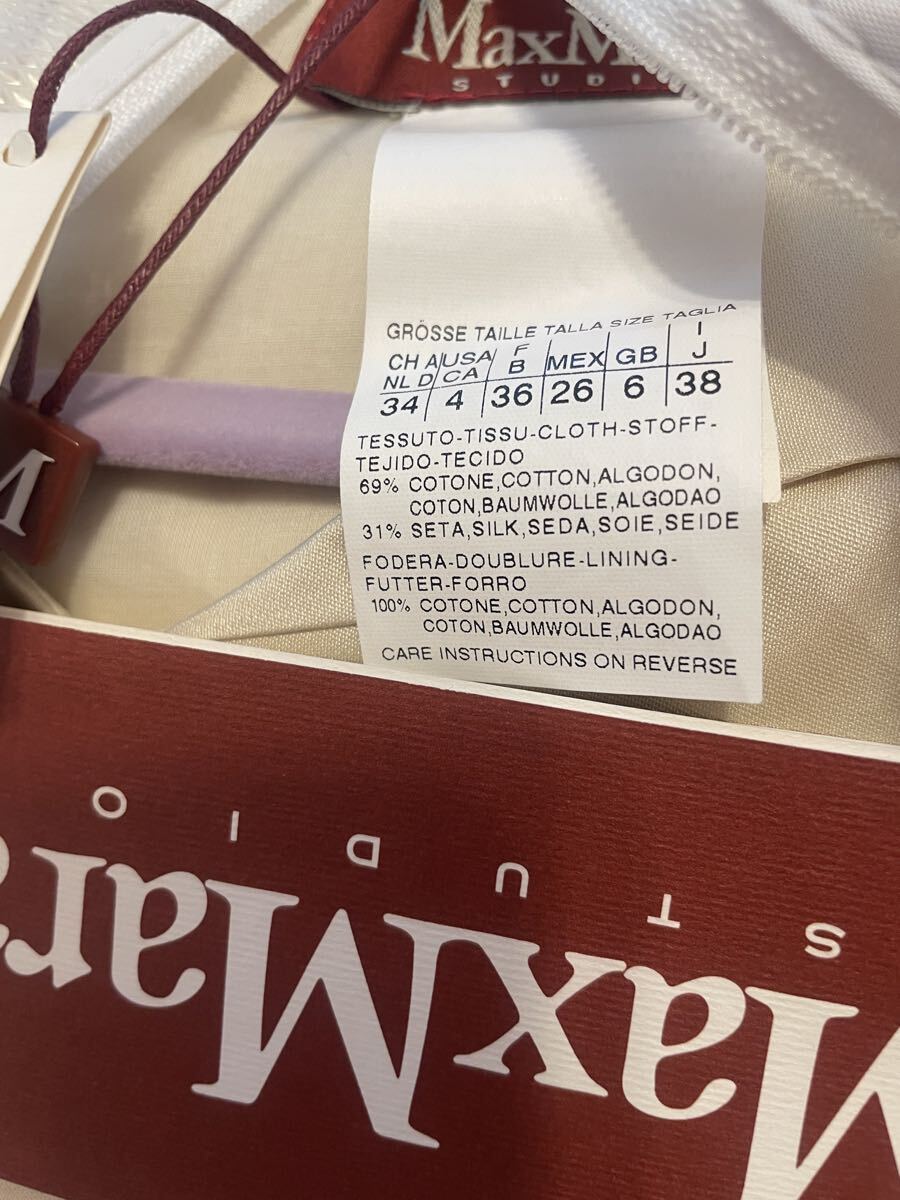 MaxM
STUDI
GRÖSSE TAILLE TALLA SIZE TAGLIA
CH A USA F MEX GB I
NL D CA B J
34 4 36 26 6 38
TESSUTO-TISSU-CLOTH-STOFF-
TEJIDO-TECIDO
69% COTONE,COTTON,ALGODON,
COTON,BAUMWOLLE,ALGODAO
31% SETA,SILK,SEDA,SOIE,SEIDE
FODERA-DOUBLURE-LINING-
FUTTER-FORRO
100% COTONE,COTTON,ALGODON,
COTON,BAUMWOLLE,ALGODAO
CARE INSTRUCTIONS ON REVERSE
M
MaxMara
STUDIO